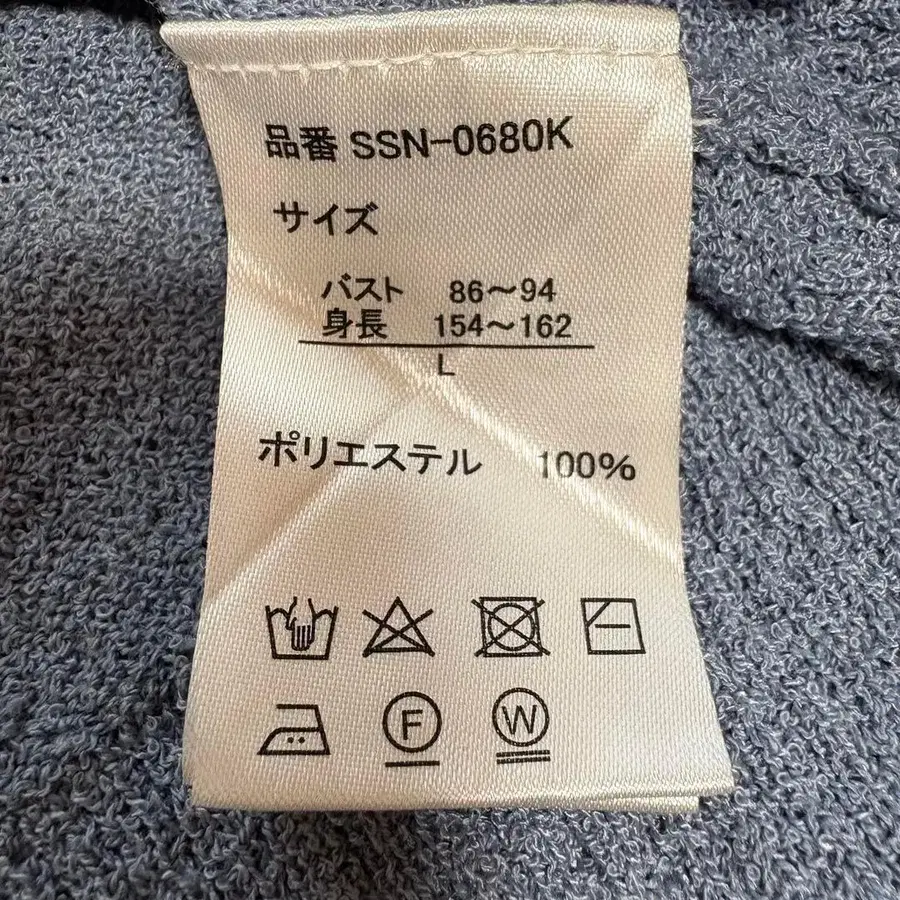 品番 SSN-0680K
サイズ
バスト 86～94
身長 154～162
L
ポリエステル 100%
F W